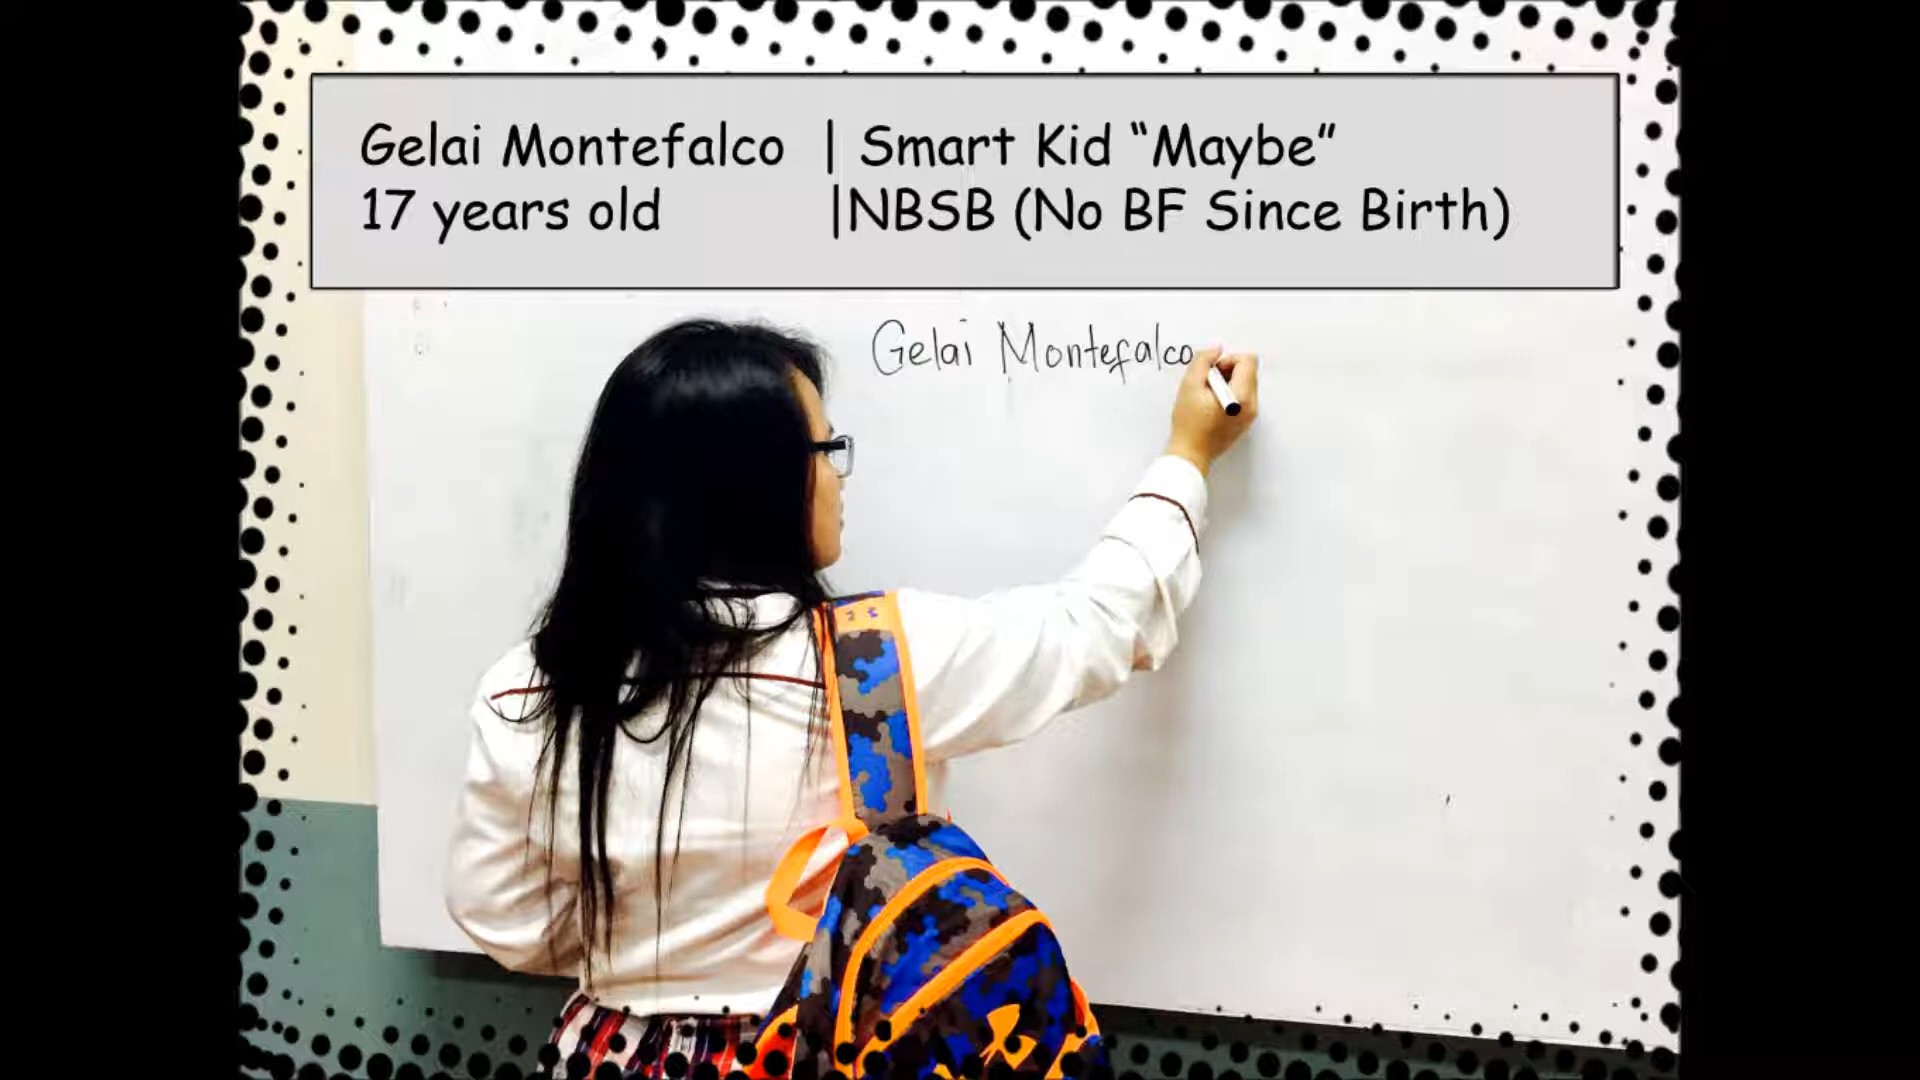 Gelai Montefalco | Smart Kid “Maybe”
17 years old |NBSB (No BF Since Birth)
Gelai Montefalco